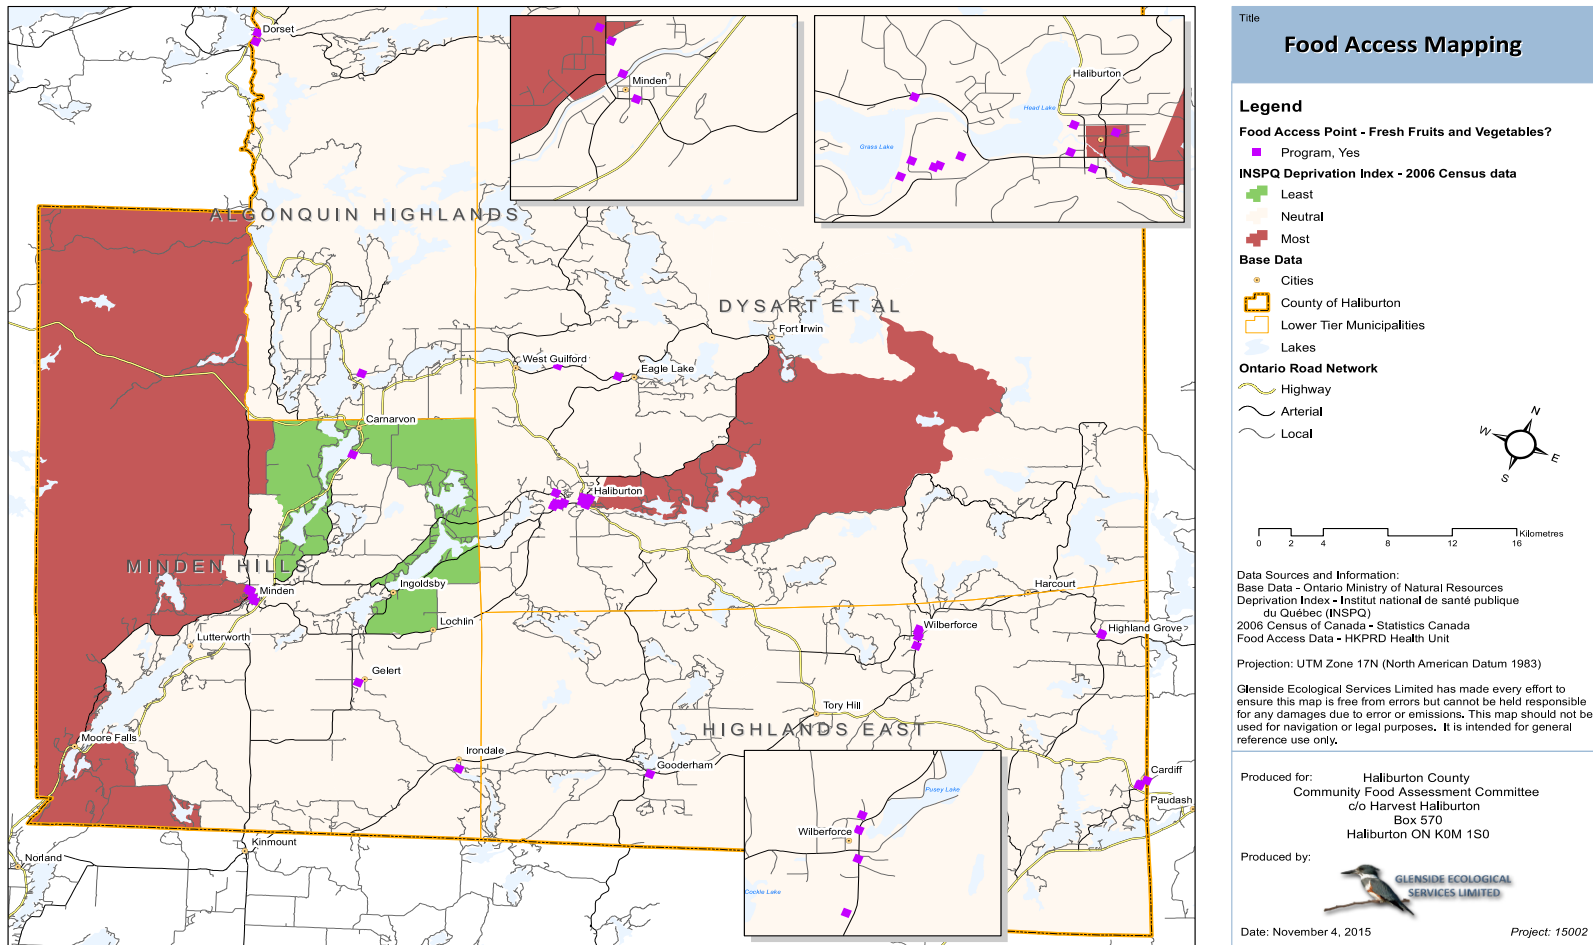 Dorset
ALGONQUIN HIGHLANDS
DYSART ET AL
Fort Irwin
West Guilford
Eagle Lake
Carnarvon
Haliburton
MINDEN HILLS
Minden
Ingoldsby
Lochlin
Lutterworth
Gelert
Harcourt
Wilberforce
Highland Grove
Tory Hill
HIGHLANDS EAST
Moore Falls
Irondale
Gooderham
Cardiff
Paudash
Kinmount
Norland
Minden
Haliburton
Head Lake
Grass Lake
Pusey Lake
Wilberforce
Cockle Lake
Title
Food Access Mapping
Legend
Food Access Point - Fresh Fruits and Vegetables?
Program, Yes
INSPQ Deprivation Index - 2006 Census data
Least
Neutral
Most
Base Data
Cities
County of Haliburton
Lower Tier Municipalities
Lakes
Ontario Road Network
Highway
Arterial
Local
N
W
E
S
Kilometres
0 2 4 8 12 16
Data Sources and Information:
Base Data - Ontario Ministry of Natural Resources
Deprivation Index - Institut national de santé publique
du Québec (INSPQ)
2006 Census of Canada - Statistics Canada
Food Access Data - HKPRD Health Unit
Projection: UTM Zone 17N (North American Datum 1983)
Glenside Ecological Services Limited has made every effort to
ensure this map is free from errors but cannot be held responsible
for any damages due to error or emissions. This map should not be
used for navigation or legal purposes. It is intended for general
reference use only.
Produced for: Haliburton County
Community Food Assessment Committee
c/o Harvest Haliburton
Box 570
Haliburton ON K0M 1S0
Produced by:
GLENSIDE ECOLOGICAL
SERVICES LIMITED
Date: November 4, 2015 Project: 15002